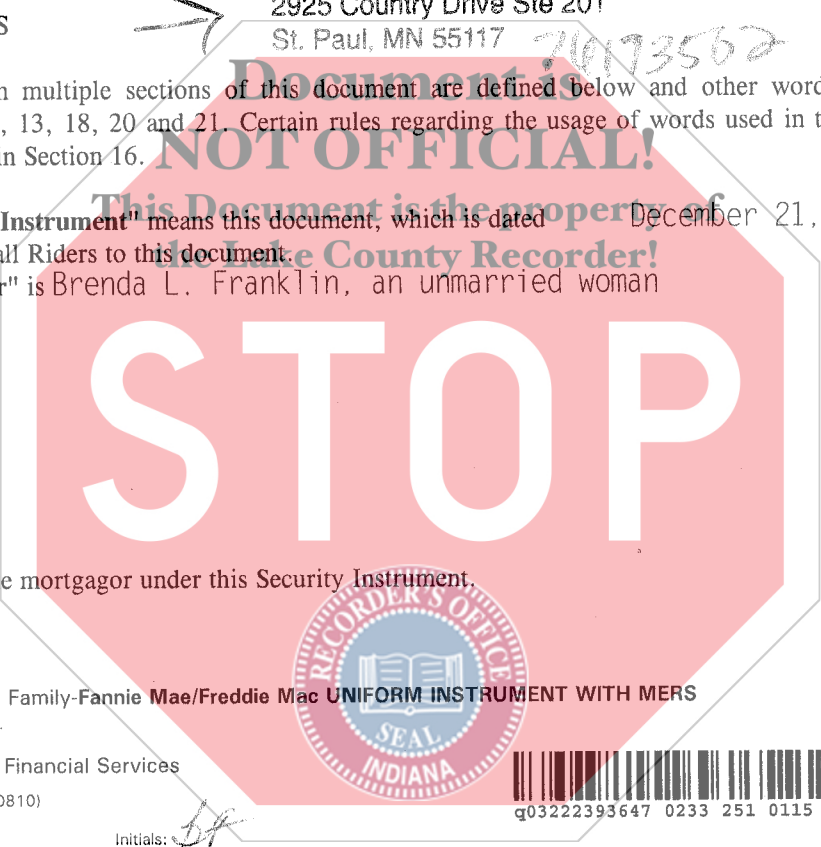 S
2925 Country Drive Ste 201
St. Paul, MN 55117
74193562
Document is
n multiple sections of this document are defined below and other word
, 13, 18, 20 and 21. Certain rules regarding the usage of words used in t
in Section 16.
NOT OFFICIAL!
This Document is the property of
Instrument" means this document, which is dated December 21,
all Riders to this document.
the Lake County Recorder!
r" is Brenda L. Franklin, an unmarried woman
STOP
e mortgagor under this Security Instrument.
RECORDER'S OFFICE
SEAL
INDIANA
Family-Fannie Mae/Freddie Mac UNIFORM INSTRUMENT WITH MERS
Financial Services
0810)
q03222393647 0233 251 0115
Initials: